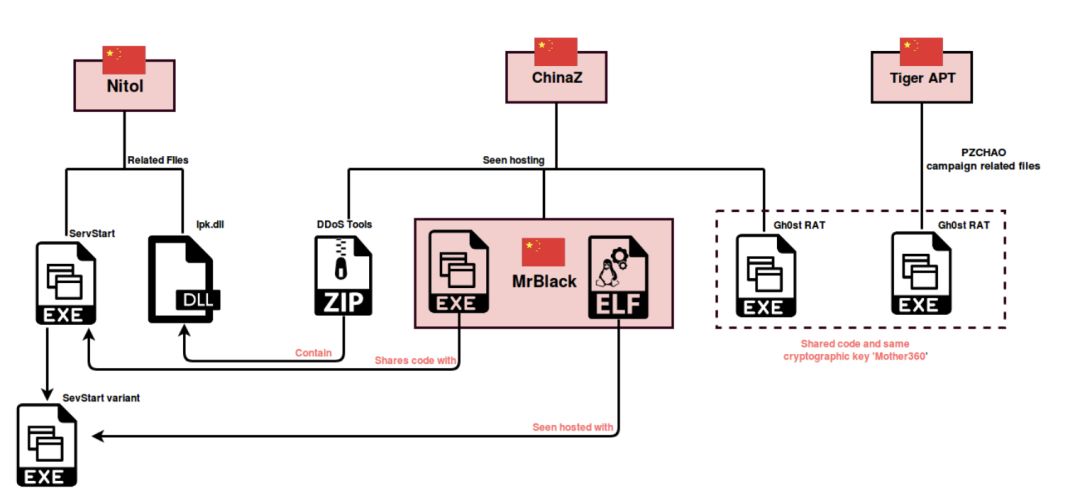 Nitol
ChinaZ
Tiger APT
Related Files
Seen hosting
PZCHAO
campaign related files
ServStart
lpk.dll
DDoS Tools
Gh0st RAT
Gh0st RAT
EXE
DLL
ZIP
EXE
MrBlack
ELF
EXE
EXE
Contain
Shares code with
Shared code and same
cryptographic key 'Mother360'
SevStart variant
Seen hosted with
EXE